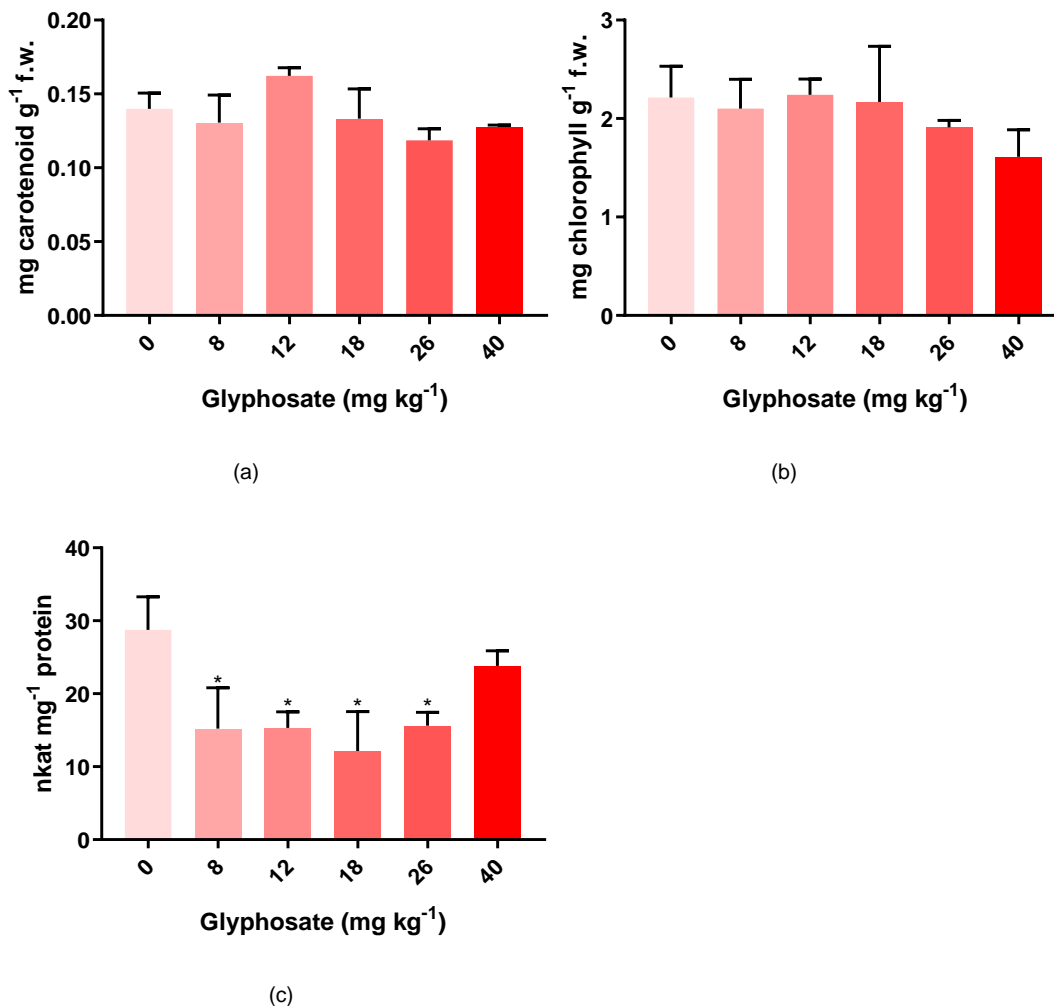 mg carotenoid g⁻¹ f.w.
0.20
0.15
0.10
0.05
0.00
0 8 12 18 26 40
Glyphosate (mg kg⁻¹)
(a)
mg chlorophyll g⁻¹ f.w.
3
2
1
0
0 8 12 18 26 40
Glyphosate (mg kg⁻¹)
(b)
nkat mg⁻¹ protein
40
30
20
10
0
* * * *
0 8 12 18 26 40
Glyphosate (mg kg⁻¹)
(c)